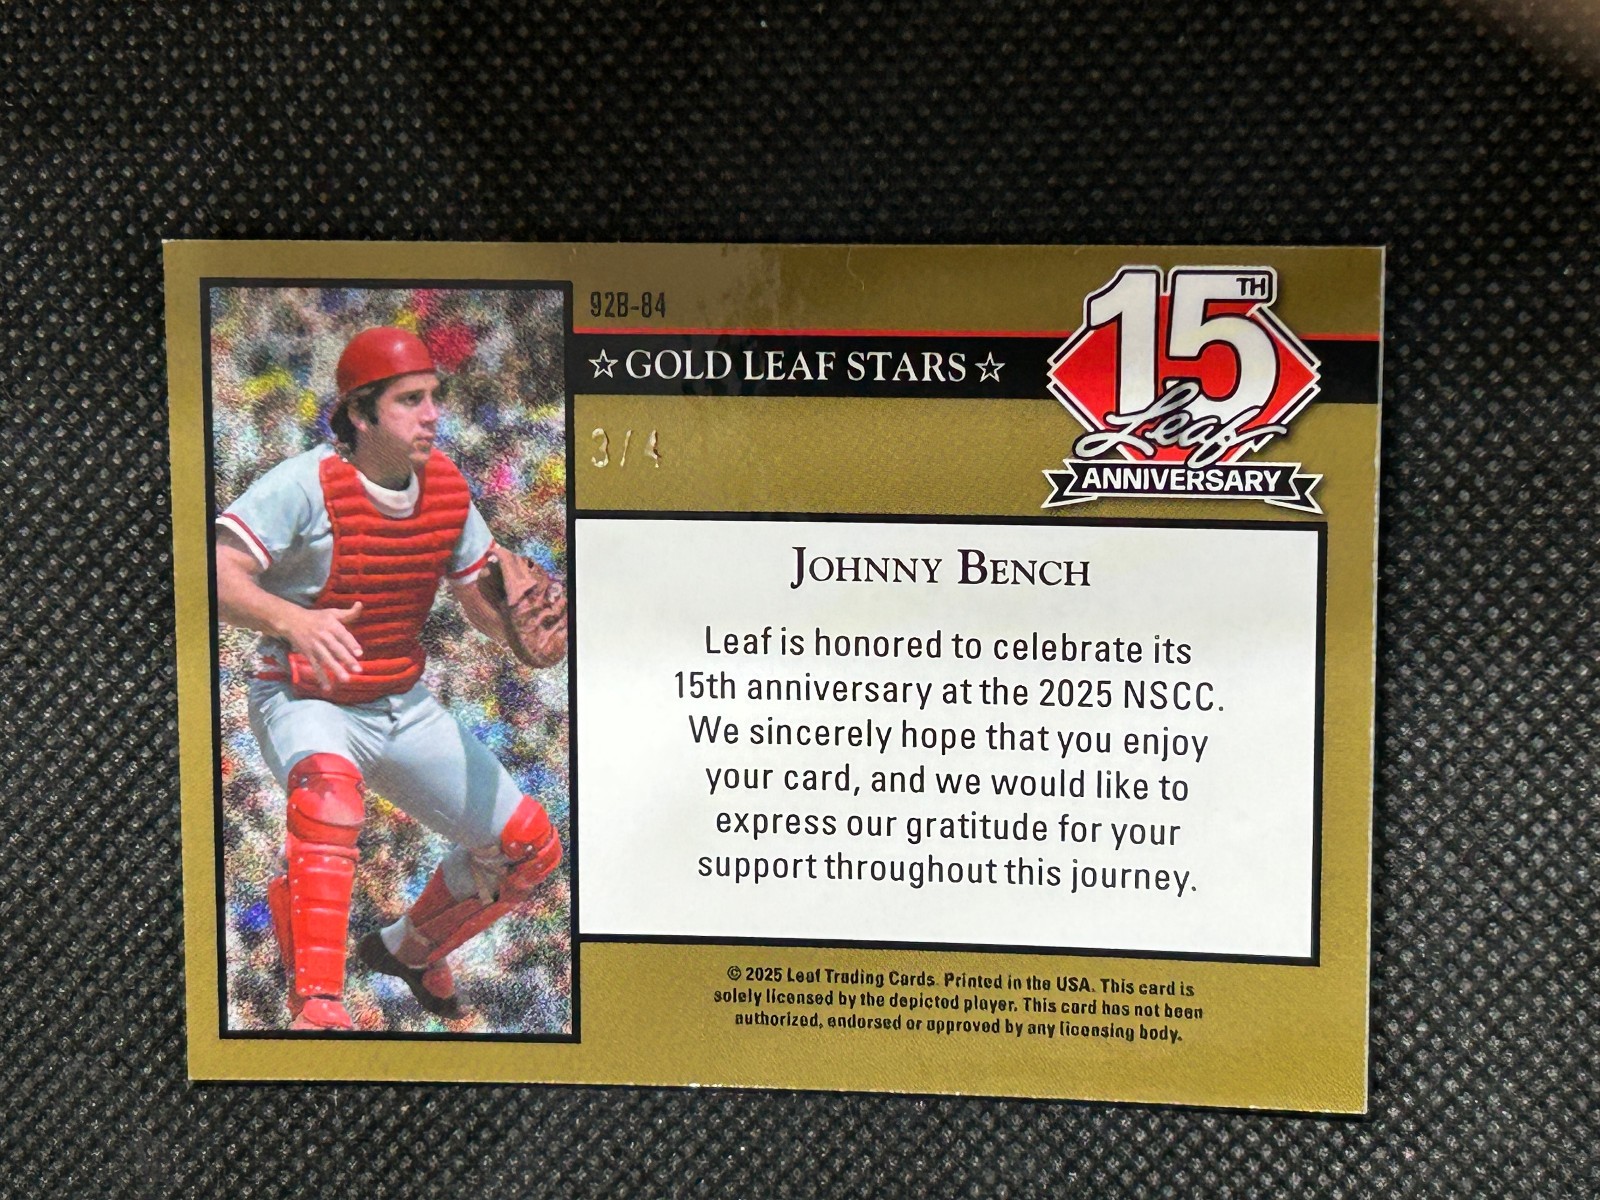 92B-84
☆ GOLD LEAF STARS ☆
3/4
15TH
Leaf
ANNIVERSARY
JOHNNY BENCH
Leaf is honored to celebrate its
15th anniversary at the 2025 NSCC.
We sincerely hope that you enjoy
your card, and we would like to
express our gratitude for your
support throughout this journey.
© 2025 Leaf Trading Cards. Printed in the USA. This card is
solely licensed by the depicted player. This card has not been
authorized, endorsed or approved by any licensing body.